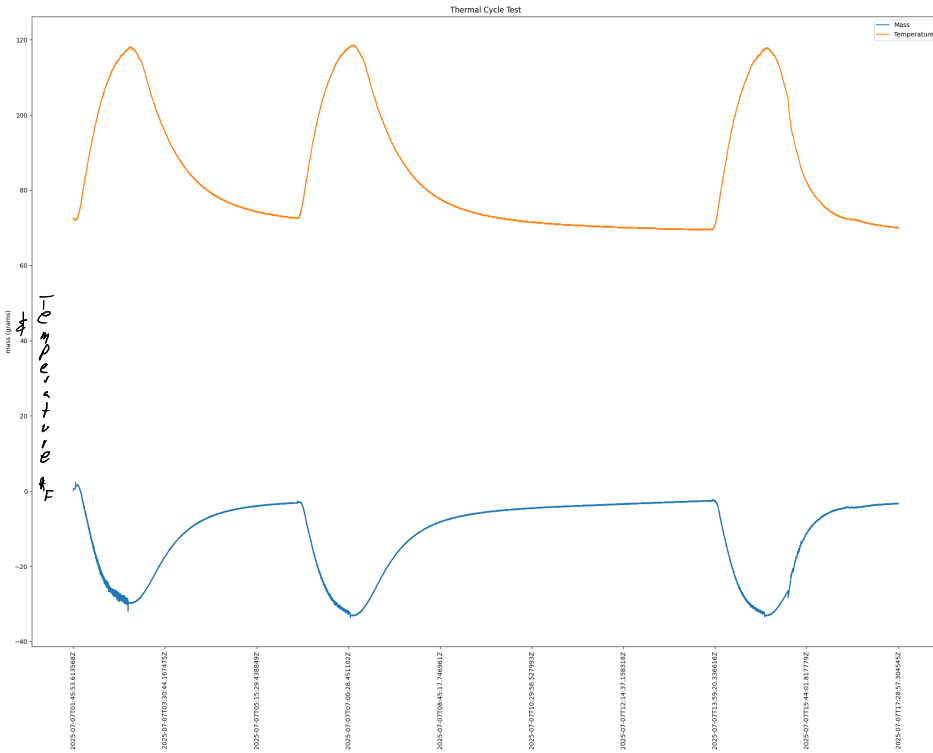 Thermal Cycle Test
Mass
Temperature
120
100
80
60
40
20
0
−20
−40
mass (grams)
Temperature
F
2025-07-07T01:45:53.613568Z
2025-07-07T03:30:44.167475Z
2025-07-07T05:15:29.438849Z
2025-07-07T07:00:28.451102Z
2025-07-07T08:45:17.746961Z
2025-07-07T10:29:56.527993Z
2025-07-07T12:14:37.158318Z
2025-07-07T13:59:20.336616Z
2025-07-07T15:44:01.817779Z
2025-07-07T17:28:57.304545Z